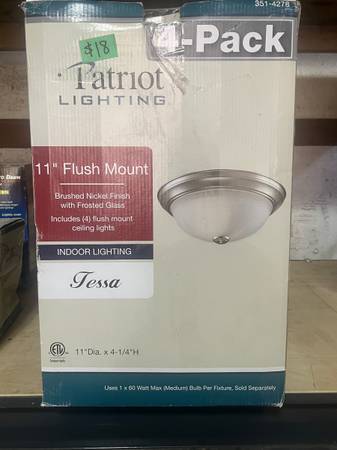 351-4278
$18
4-Pack
Patriot
LIGHTING
11" Flush Mount
Brushed Nickel Finish
with Frosted Glass
Includes (4) flush mount
ceiling lights
INDOOR LIGHTING
Tessa
ETL
Intertek
11"Dia. x 4-1/4"H
Uses 1 x 60 Watt Max (Medium) Bulb Per Fixture, Sold Separately